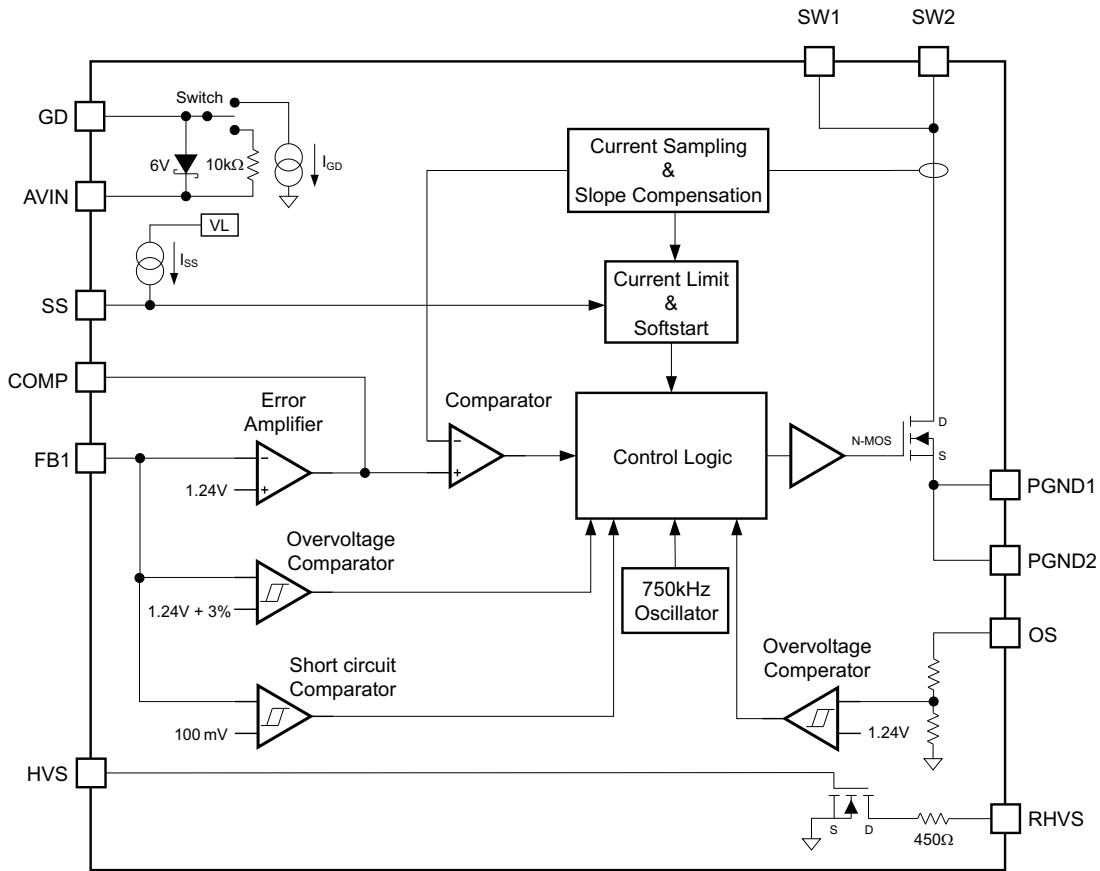 SW1
SW2
GD
Switch
6V
10kΩ
IGD
AVIN
VL
ISS
SS
Current Sampling
&
Slope Compensation
Current Limit
&
Softstart
COMP
Error
Amplifier
Comparator
FB1
−
+
1.24V
−
+
Control Logic
N-MOS
D
S
PGND1
PGND2
Overvoltage
Comparator
1.24V + 3%
750kHz
Oscillator
OS
Overvoltage
Comperator
1.24V
Short circuit
Comparator
100 mV
HVS
S
D
450Ω
RHVS